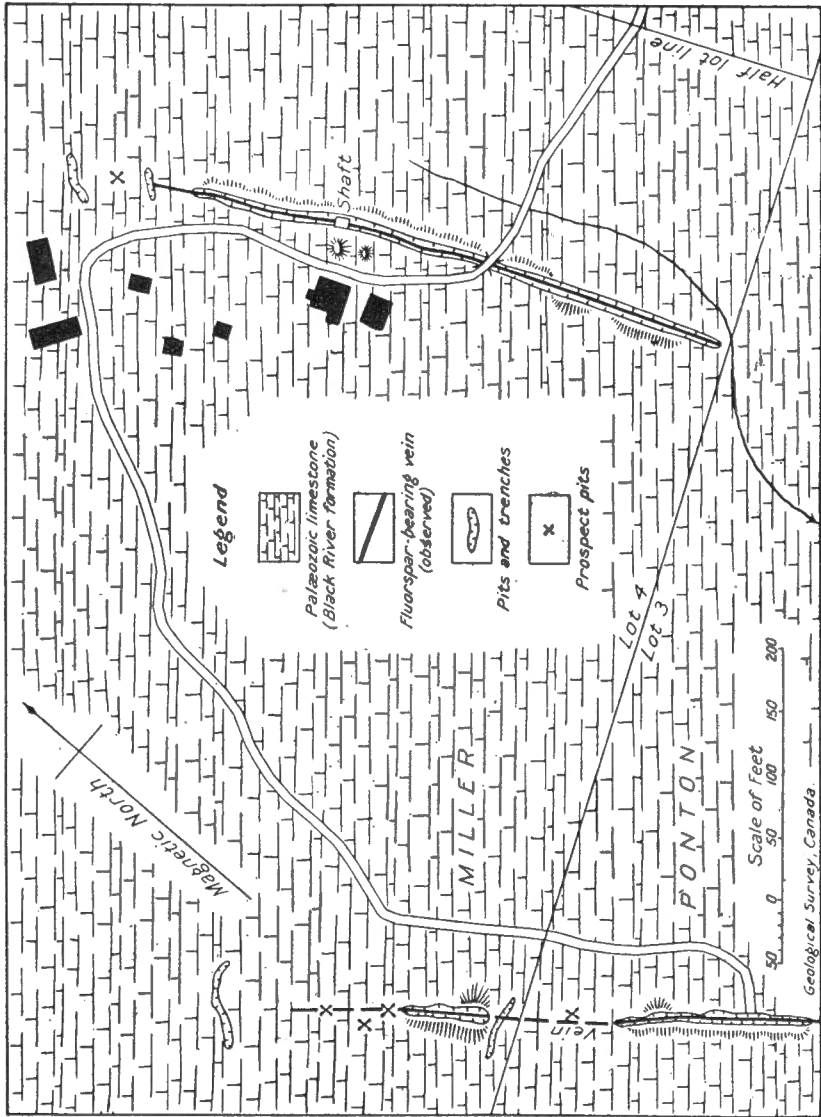 Magnetic North
Shaft
Half lot line
Legend
Palæozoic limestone
(Black River formation)
Fluorspar-bearing vein
(observed)
Pits and trenches
Prospect pits
MILLER
Lot 4
Lot 3
Vein
PONTON
Scale of Feet
50 0 50 100 150 200
Geological Survey, Canada.